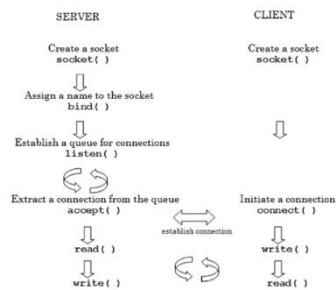 SERVER
CLIENT
Create a socket
socket( )
Create a socket
socket( )
Assign a name to the socket
bind( )
Establish a queue for connections
listen( )
Extract a connection from the queue
accept( )
establish connection
Initiate a connection
connect( )
read( )
write( )
write( )
read( )